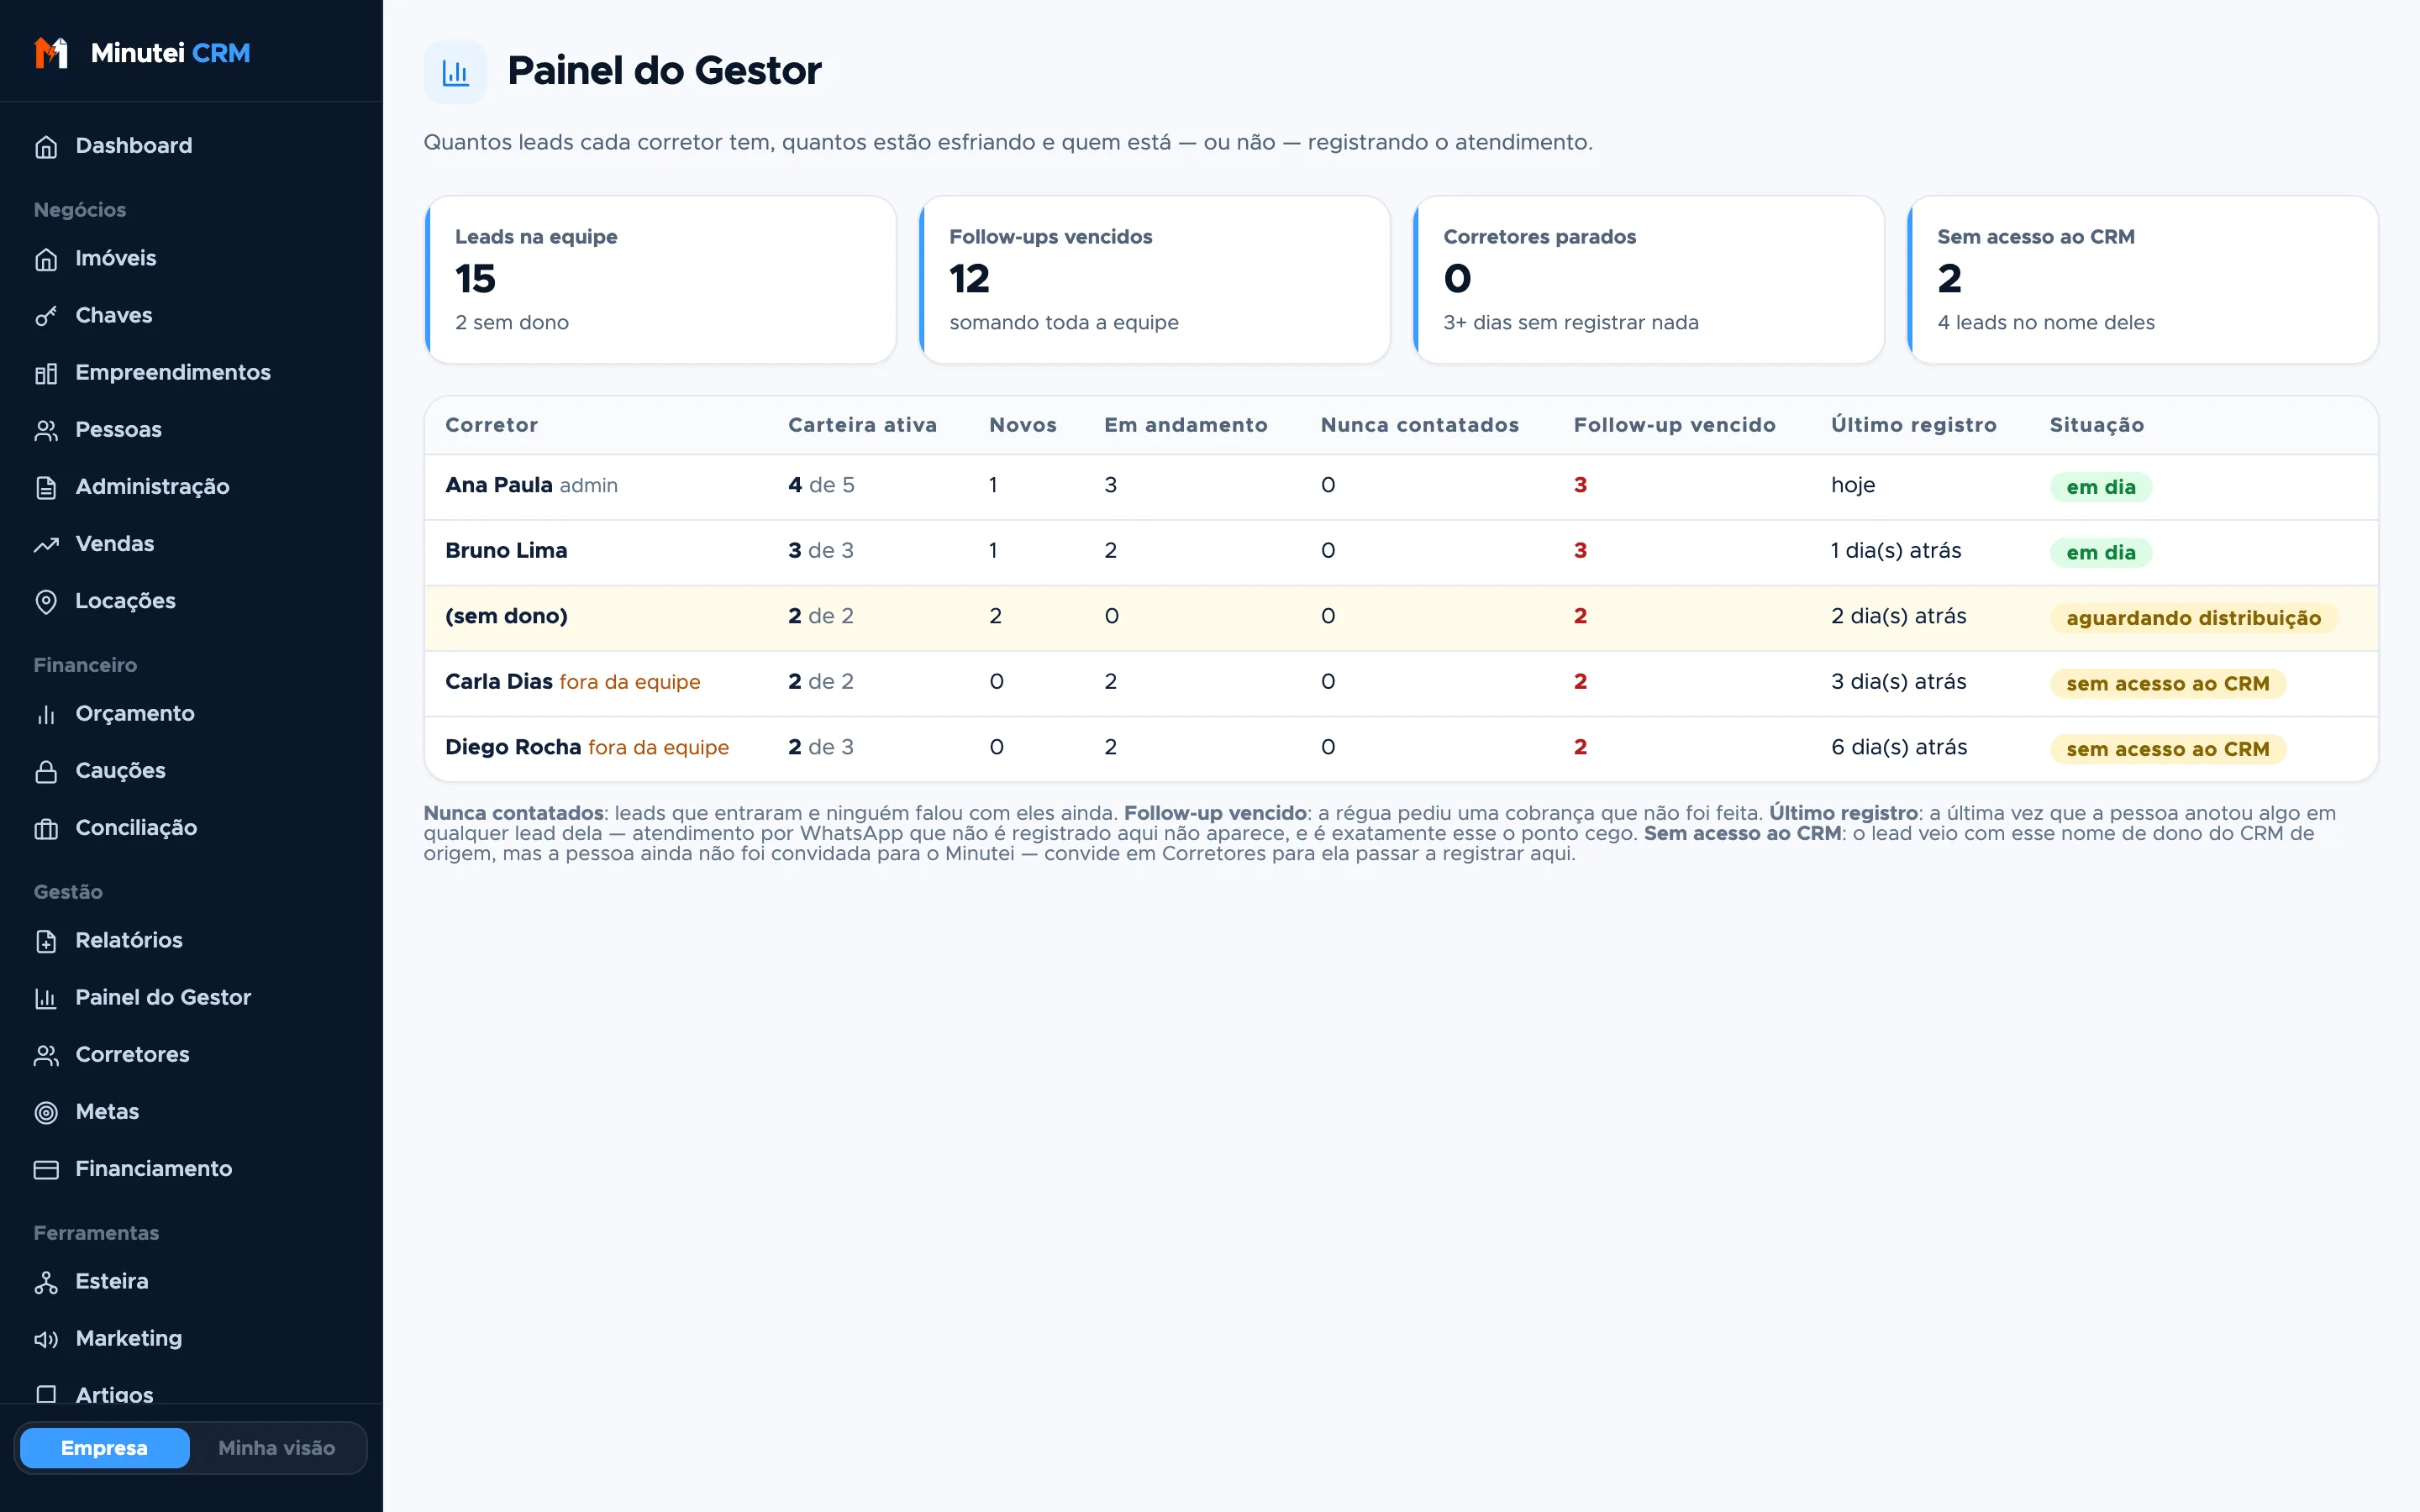 Minutei CRM
Dashboard
Negócios
Imóveis
Chaves
Empreendimentos
Pessoas
Administração
Vendas
Locações
Financeiro
Orçamento
Cauções
Conciliação
Gestão
Relatórios
Painel do Gestor
Corretores
Metas
Financiamento
Ferramentas
Esteira
Marketing
Artigos
Empresa Minha visão
Painel do Gestor
Quantos leads cada corretor tem, quantos estão esfriando e quem está — ou não — registrando o atendimento.
Leads na equipe
15
2 sem dono
Follow-ups vencidos
12
somando toda a equipe
Corretores parados
0
3+ dias sem registrar nada
Sem acesso ao CRM
2
4 leads no nome deles
Corretor Carteira ativa Novos Em andamento Nunca contatados Follow-up vencido Último registro Situação
Ana Paula admin 4 de 5 1 3 0 3 hoje em dia
Bruno Lima 3 de 3 1 2 0 3 1 dia(s) atrás em dia
(sem dono) 2 de 2 2 0 0 2 2 dia(s) atrás aguardando distribuição
Carla Dias fora da equipe 2 de 2 0 2 0 2 3 dia(s) atrás sem acesso ao CRM
Diego Rocha fora da equipe 2 de 3 0 2 0 2 6 dia(s) atrás sem acesso ao CRM
Nunca contatados: leads que entraram e ninguém falou com eles ainda. Follow-up vencido: a régua pediu uma cobrança que não foi feita. Último registro: a última vez que a pessoa anotou algo em
qualquer lead dela — atendimento por WhatsApp que não é registrado aqui não aparece, e é exatamente esse o ponto cego. Sem acesso ao CRM: o lead veio com esse nome de dono do CRM de
origem, mas a pessoa ainda não foi convidada para o Minutei — convide em Corretores para ela passar a registrar aqui.